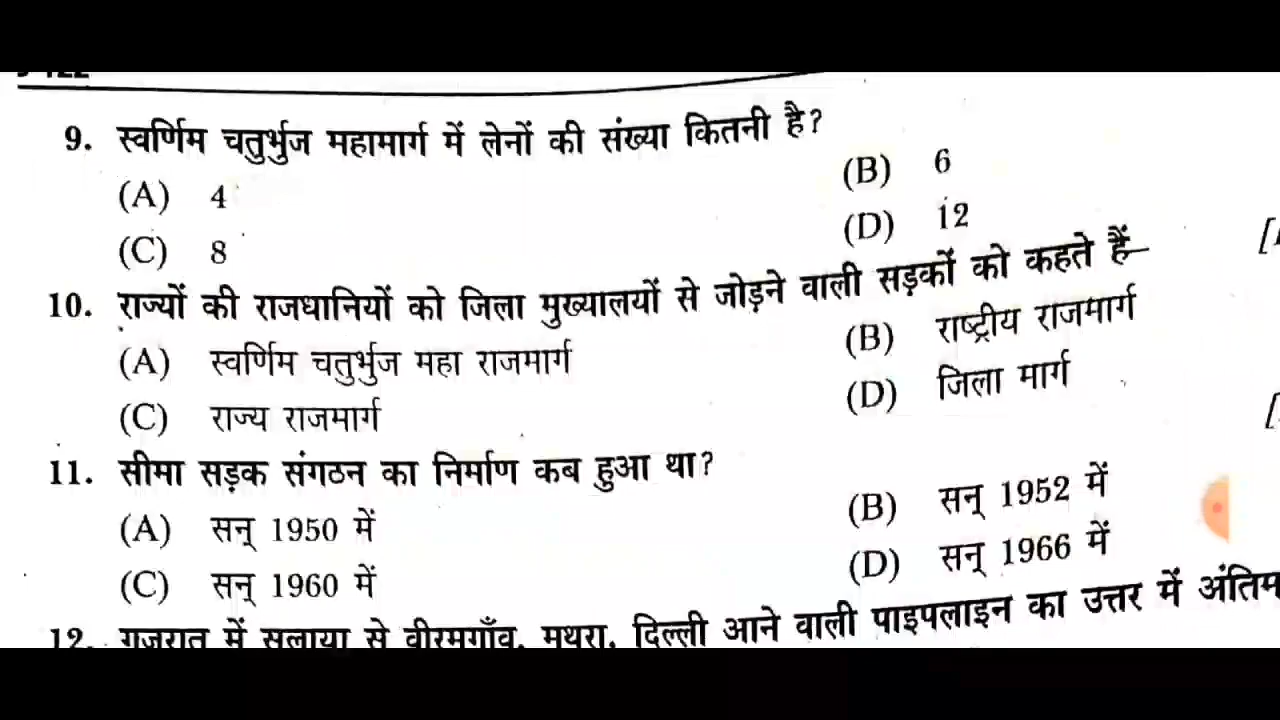 9. स्वर्णिम चतुर्भुज महामार्ग में लेनों की संख्या कितनी है?
(A) 4 (B) 6
(C) 8 (D) 12
10. राज्यों की राजधानियों को जिला मुख्यालयों से जोड़ने वाली सड़कों को कहते हैं—
(A) स्वर्णिम चतुर्भुज महा राजमार्ग (B) राष्ट्रीय राजमार्ग
(C) राज्य राजमार्ग (D) जिला मार्ग
11. सीमा सड़क संगठन का निर्माण कब हुआ था?
(A) सन् 1950 में (B) सन् 1952 में
(C) सन् 1960 में (D) सन् 1966 में
12. गुजरात में सलाया से वीरमगाँव, मथुरा, दिल्ली आने वाली पाइपलाइन का उत्तर में अंतिम